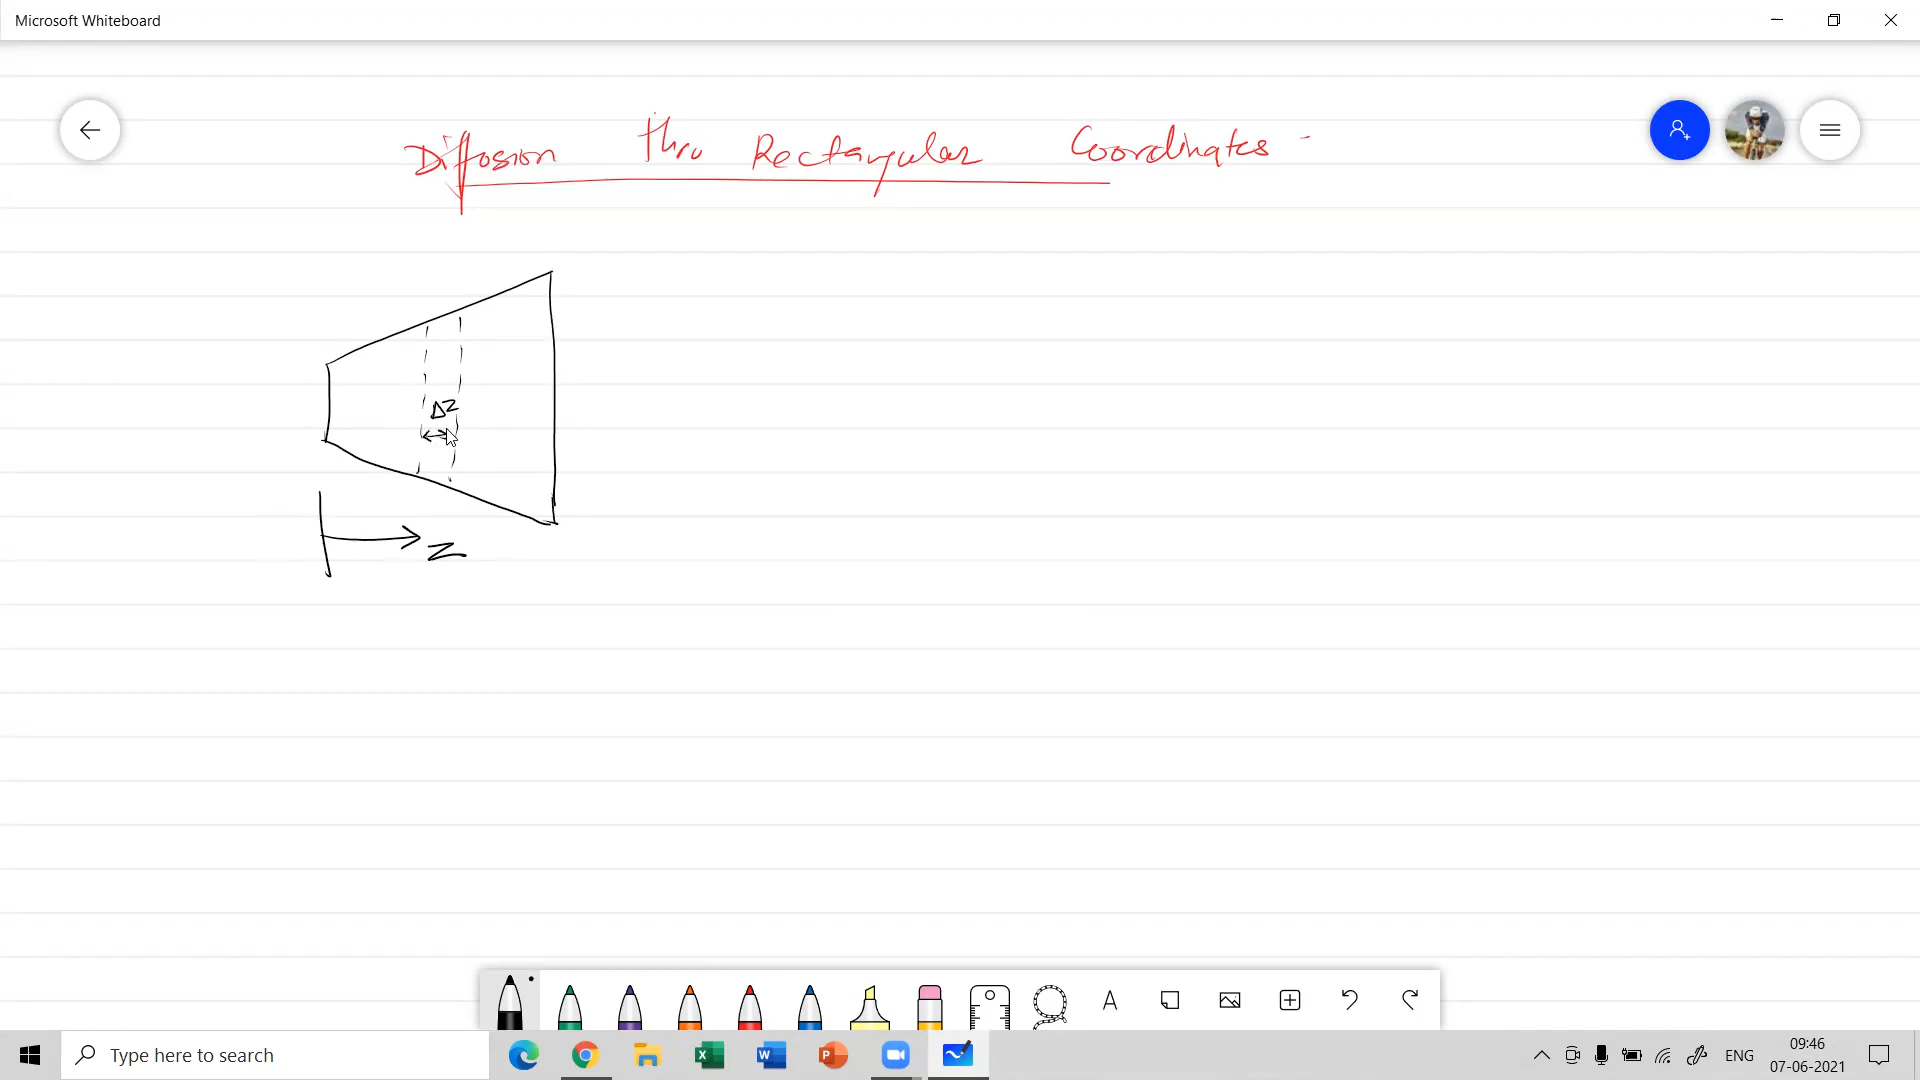 Microsoft Whiteboard
Diffusion thru Rectangular Coordinates -
ΔZ
Z
A
Type here to search
ENG
09:46
07-06-2021